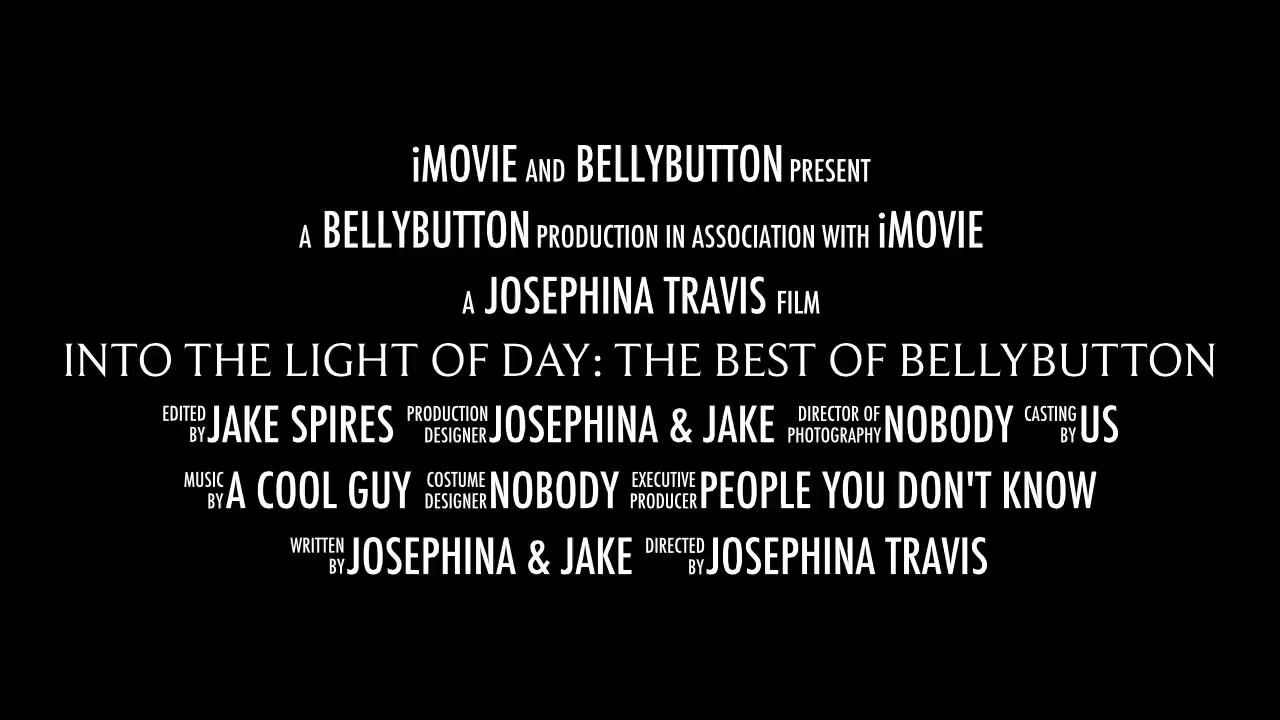 iMOVIE AND BELLYBUTTON PRESENT
A BELLYBUTTON PRODUCTION IN ASSOCIATION WITH iMOVIE
A JOSEPHINA TRAVIS FILM
INTO THE LIGHT OF DAY: THE BEST OF BELLYBUTTON
EDITED BY JAKE SPIRES PRODUCTION DESIGNER JOSEPHINA & JAKE DIRECTOR OF PHOTOGRAPHY NOBODY CASTING BY US
MUSIC BY A COOL GUY COSTUME DESIGNER NOBODY EXECUTIVE PRODUCER PEOPLE YOU DON'T KNOW
WRITTEN BY JOSEPHINA & JAKE DIRECTED BY JOSEPHINA TRAVIS